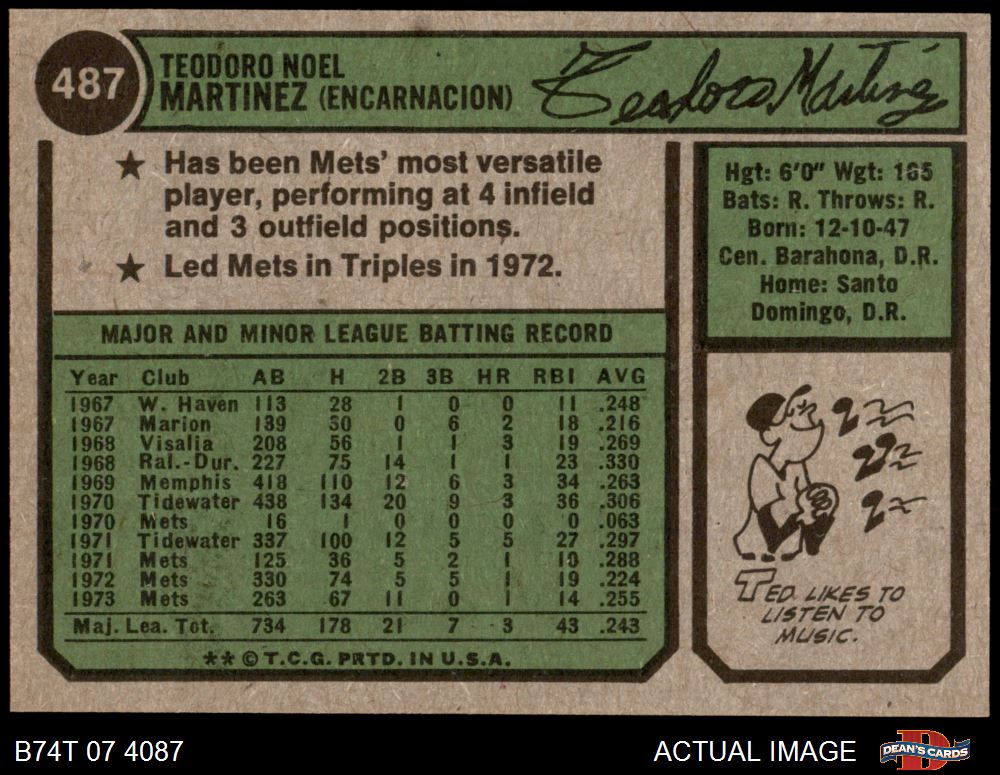 487
TEODORO NOEL
MARTINEZ (ENCARNACION)
Teodoro Martinez
★ Has been Mets' most versatile
player, performing at 4 infield
and 3 outfield positions.
★ Led Mets in Triples in 1972.
Hgt: 6'0" Wgt: 165
Bats: R. Throws: R.
Born: 12-10-47
Cen. Barahona, D.R.
Home: Santo
Domingo, D.R.
MAJOR AND MINOR LEAGUE BATTING RECORD
Year Club AB H 2B 3B HR RBI AVG
1967 W. Haven 113 28 1 0 0 11 .248
1967 Marion 139 30 0 6 2 18 .216
1968 Visalia 208 56 1 1 3 19 .269
1968 Ral.-Dur. 227 75 14 1 1 23 .330
1969 Memphis 418 110 12 6 3 34 .263
1970 Tidewater 438 134 20 9 3 36 .306
1970 Mets 16 1 0 0 0 0 .063
1971 Tidewater 337 100 12 5 5 27 .297
1971 Mets 125 36 5 2 1 10 .288
1972 Mets 330 74 5 5 1 19 .224
1973 Mets 263 67 11 0 1 14 .255
Maj. Lea. Tot. 734 178 21 7 3 43 .243
** © T.C.G. PRTD. IN U.S.A.
TED LIKES TO
LISTEN TO
MUSIC.
B74T 07 4087
ACTUAL IMAGE
D
DEAN'S CARDS